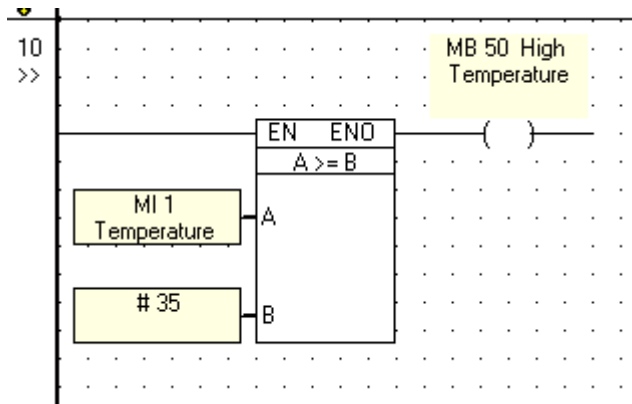 10
>>
MB 50 High
Temperature
EN ENO
A >= B
MI 1
Temperature
A
# 35
B